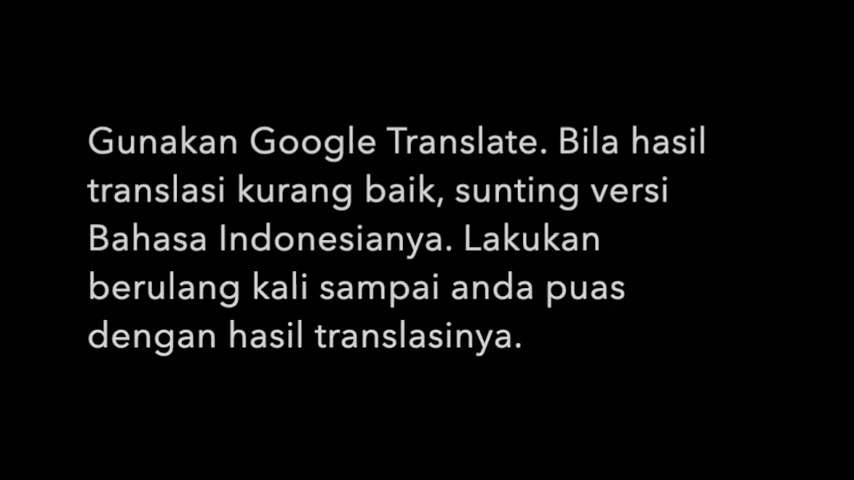 Gunakan Google Translate. Bila hasil
translasi kurang baik, sunting versi
Bahasa Indonesianya. Lakukan
berulang kali sampai anda puas
dengan hasil translasinya.